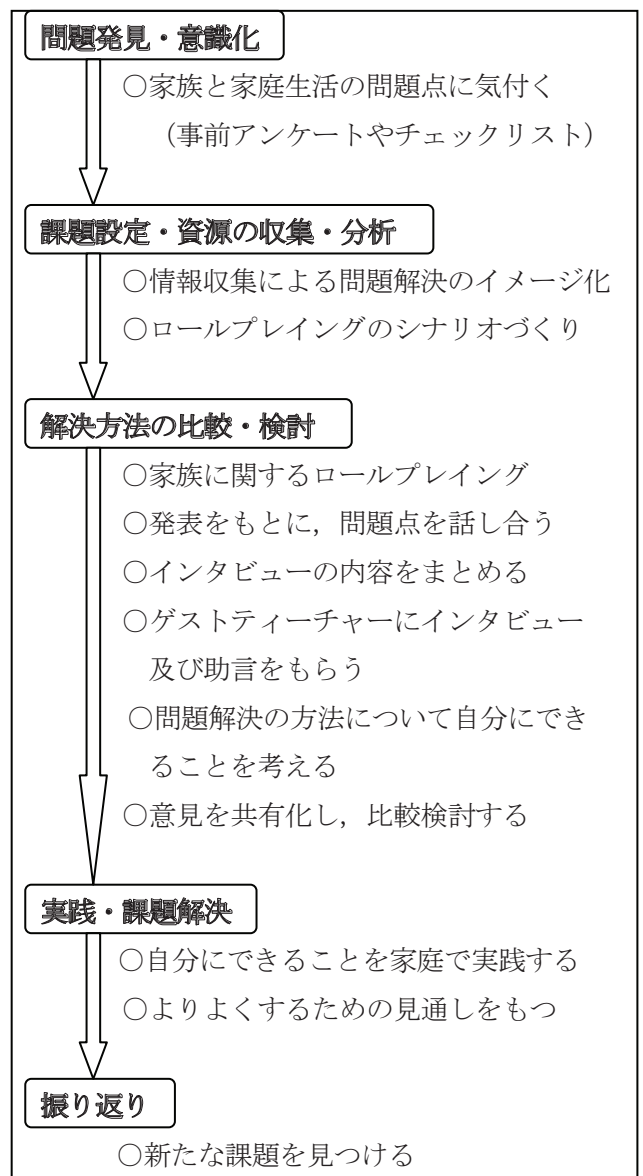 問題発見・意識化
○家族と家庭生活の問題点に気付く
（事前アンケートやチェックリスト）
課題設定・資源の収集・分析
○情報収集による問題解決のイメージ化
○ロールプレイングのシナリオづくり
解決方法の比較・検討
○家族に関するロールプレイング
○発表をもとに，問題点を話し合う
○インタビューの内容をまとめる
○ゲストティーチャーにインタビュー
及び助言をもらう
○問題解決の方法について自分にでき
ることを考える
○意見を共有化し，比較検討する
実践・課題解決
○自分にできることを家庭で実践する
○よりよくするための見通しをもつ
振り返り
○新たな課題を見つける